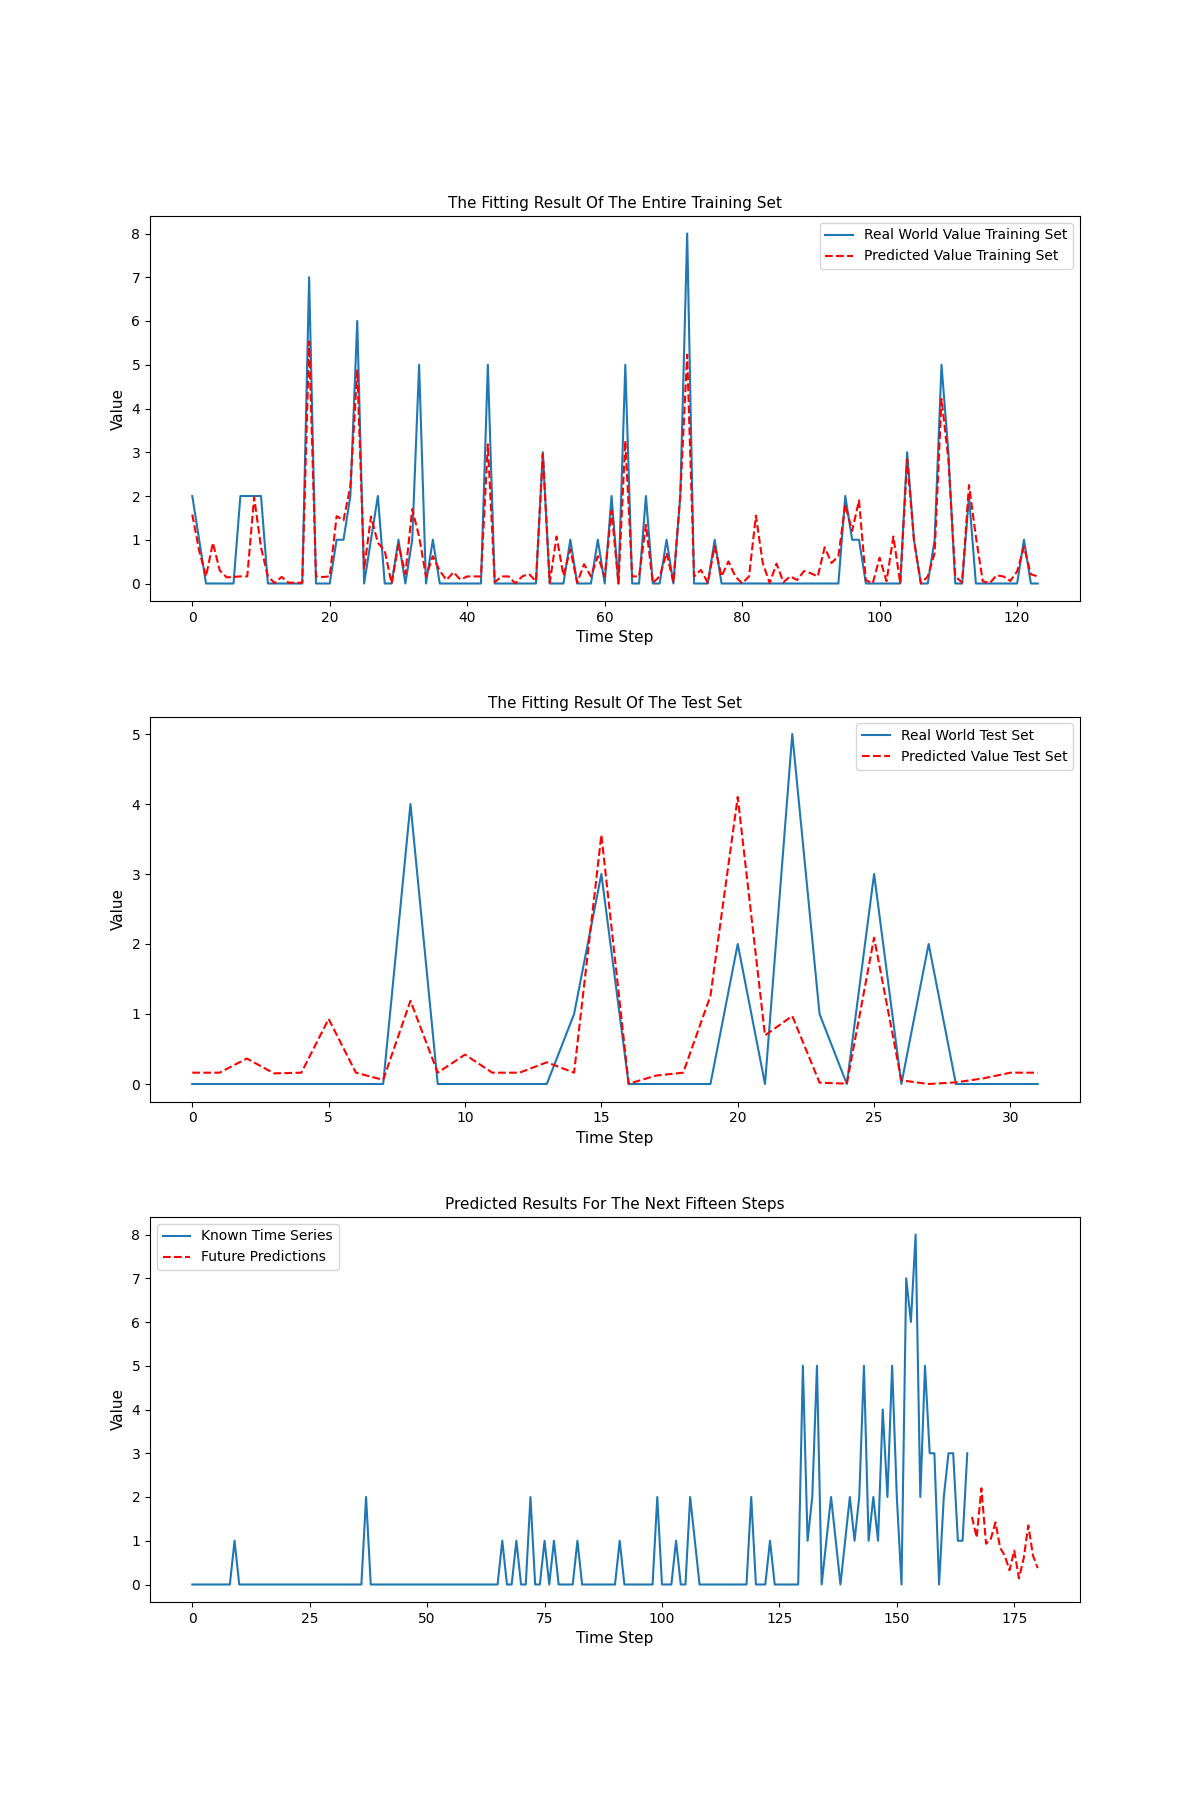 The Fitting Result Of The Entire Training Set
Real World Value Training Set
Predicted Value Training Set
8
7
6
5
4
3
2
1
0
Value
0 20 40 60 80 100 120
Time Step
The Fitting Result Of The Test Set
Real World Test Set
Predicted Value Test Set
5
4
3
2
1
0
Value
0 5 10 15 20 25 30
Time Step
Predicted Results For The Next Fifteen Steps
Known Time Series
Future Predictions
8
7
6
5
4
3
2
1
0
Value
0 25 50 75 100 125 150 175
Time Step